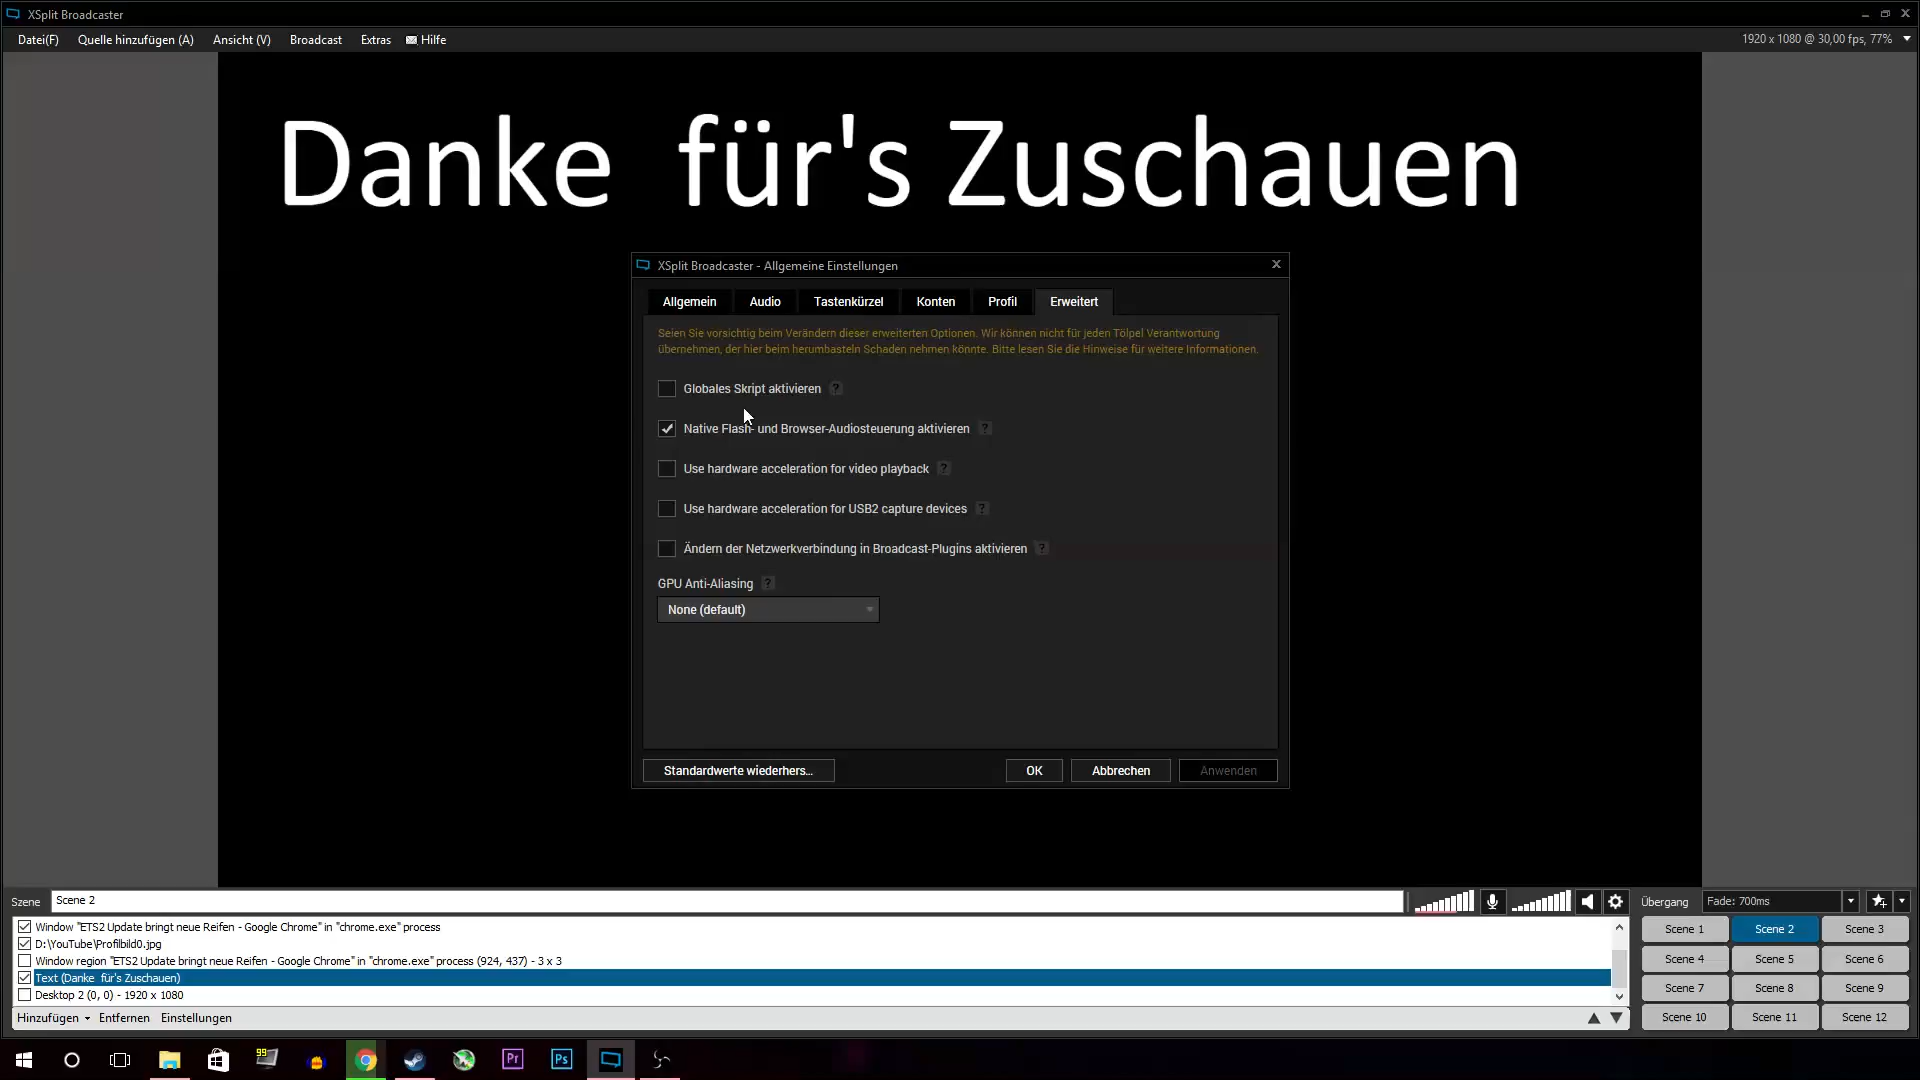 XSplit Broadcaster
Datei(F) Quelle hinzufügen (A) Ansicht (V) Broadcast Extras Hilfe
1920 x 1080 @ 30,00 fps, 77%
Danke  für's Zuschauen
XSplit Broadcaster - Allgemeine Einstellungen
Allgemein Audio Tastenkürzel Konten Profil Erweitert
Seien Sie vorsichtig beim Verändern dieser erweiterten Optionen. Wir können nicht für jeden Tölpel Verantwortung
übernehmen, der hier beim herumbasteln Schaden nehmen könnte. Bitte lesen Sie die Hinweise für weitere Informationen.
Globales Skript aktivieren ?
Native Flash- und Browser-Audiosteuerung aktivieren ?
Use hardware acceleration for video playback ?
Use hardware acceleration for USB2 capture devices ?
Ändern der Netzwerkverbindung in Broadcast-Plugins aktivieren ?
GPU Anti-Aliasing ?
None (default)
Standardwerte wiederhers... OK Abbrechen Anwenden
Szene Scene 2
Übergang Fade: 700ms
Window "ETS2 Update bringt neue Reifen - Google Chrome" in "chrome.exe" process
D:\YouTube\Profilbild0.jpg
Window region "ETS2 Update bringt neue Reifen - Google Chrome" in "chrome.exe" process (924, 437) - 3 x 3
Text (Danke  für's Zuschauen)
Desktop 2 (0, 0) - 1920 x 1080
Hinzufügen Entfernen Einstellungen
Scene 1 Scene 2 Scene 3
Scene 4 Scene 5 Scene 6
Scene 7 Scene 8 Scene 9
Scene 10 Scene 11 Scene 12
99 Pr Ps